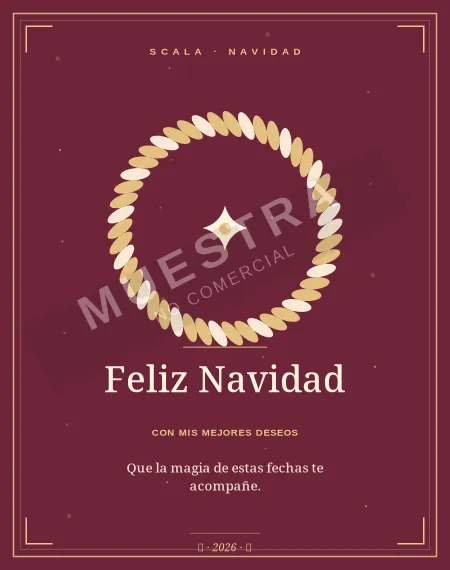 SCALA · NAVIDAD
MUESTRA
NO COMERCIAL
Feliz Navidad
CON MIS MEJORES DESEOS
Que la magia de estas fechas te
acompañe.
· 2026 ·